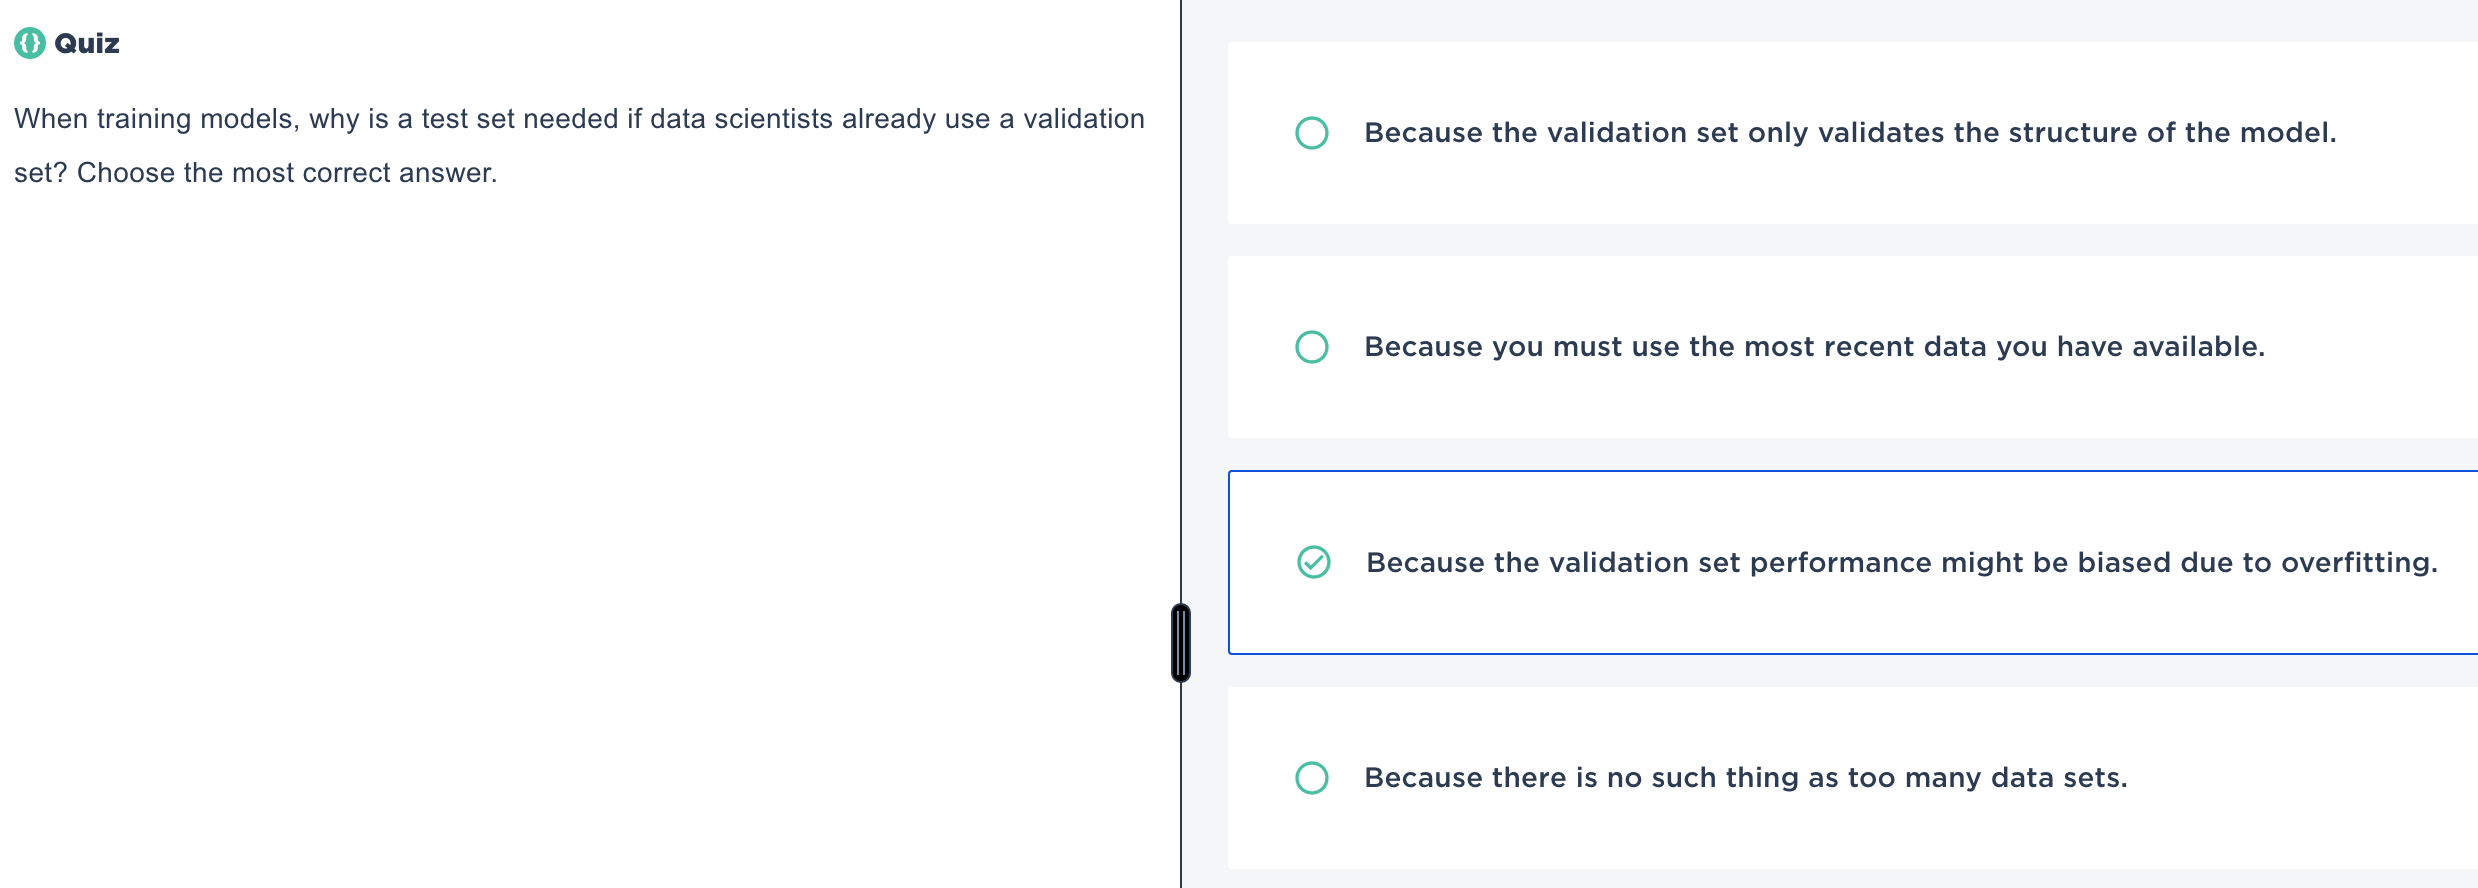 {} Quiz
When training models, why is a test set needed if data scientists already use a validation
set? Choose the most correct answer.
Because the validation set only validates the structure of the model.
Because you must use the most recent data you have available.
Because the validation set performance might be biased due to overfitting.
Because there is no such thing as too many data sets.